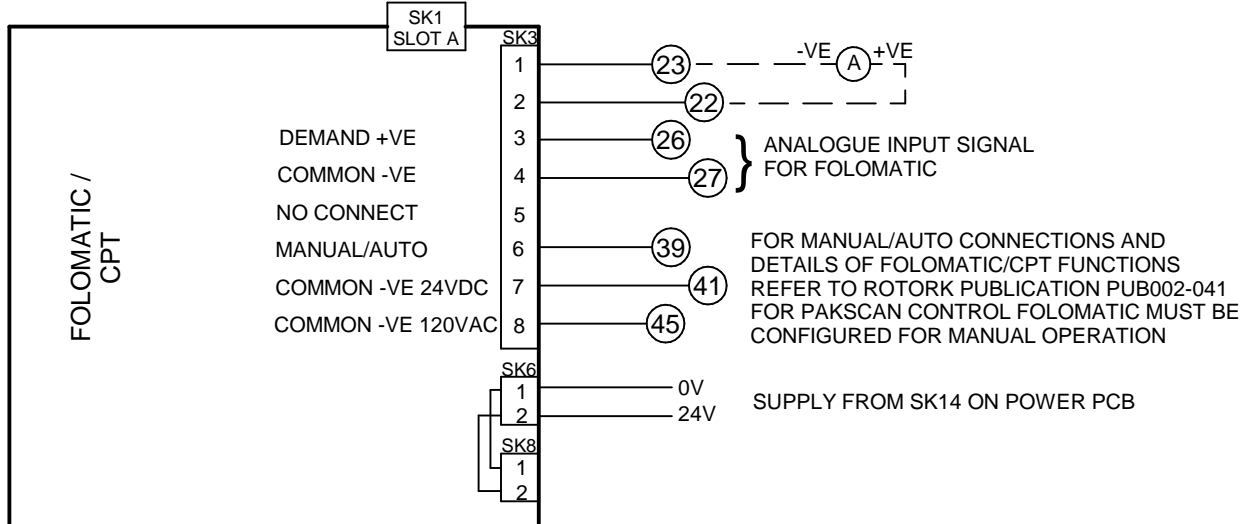 SK1
SLOT A
SK3
1
23
-VE
A
+VE
2
22
DEMAND +VE
3
26
ANALOGUE INPUT SIGNAL
FOR FOLOMATIC
COMMON -VE
4
27
NO CONNECT
5
MANUAL/AUTO
6
39
FOR MANUAL/AUTO CONNECTIONS AND
DETAILS OF FOLOMATIC/CPT FUNCTIONS
REFER TO ROTORK PUBLICATION PUB002-041
FOR PAKSCAN CONTROL FOLOMATIC MUST BE
CONFIGURED FOR MANUAL OPERATION
COMMON -VE 24VDC
7
41
COMMON -VE 120VAC
8
45
FOLOMATIC /
CPT
SK6
1
0V
2
24V
SUPPLY FROM SK14 ON POWER PCB
SK8
1
2